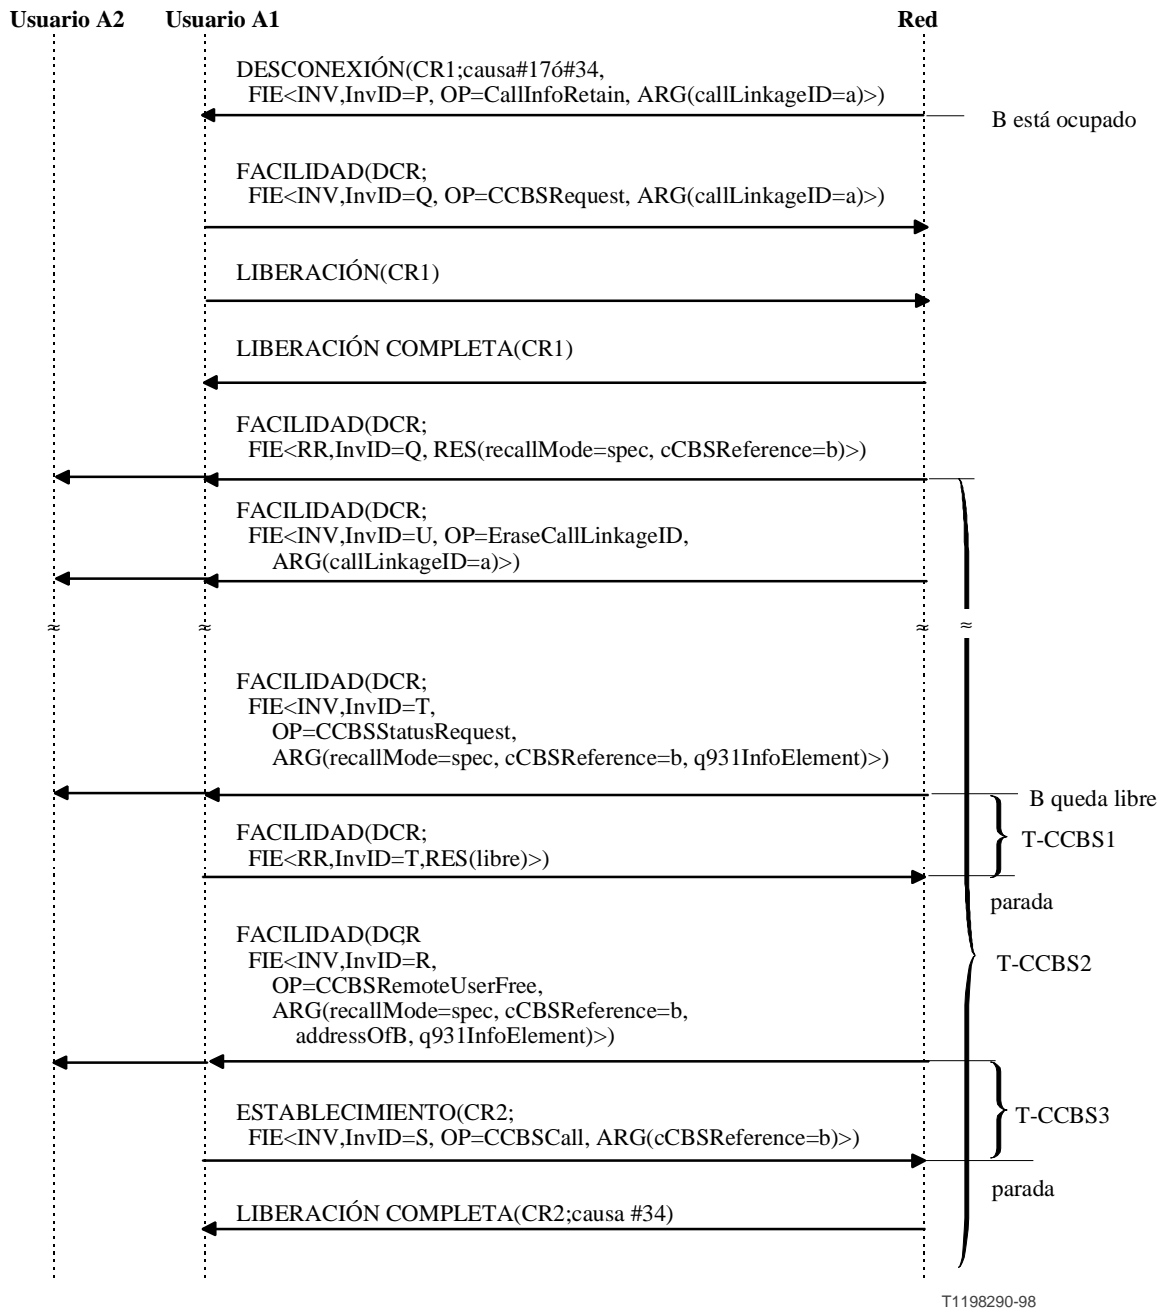 Usuario A2 Usuario A1 Red
DESCONEXIÓN(CR1;causa#17ó#34,
FIE<INV,InvID=P, OP=CallInfoRetain, ARG(callLinkageID=a)>)
B está ocupado
FACILIDAD(DCR;
FIE<INV,InvID=Q, OP=CCBSRequest, ARG(callLinkageID=a)>)
LIBERACIÓN(CR1)
LIBERACIÓN COMPLETA(CR1)
FACILIDAD(DCR;
FIE<RR,InvID=Q, RES(recallMode=spec, cCBSReference=b)>)
FACILIDAD(DCR;
FIE<INV,InvID=U, OP=EraseCallLinkageID,
ARG(callLinkageID=a)>)
≈ ≈ ≈ ≈
FACILIDAD(DCR;
FIE<INV,InvID=T,
OP=CCBSStatusRequest,
ARG(recallMode=spec, cCBSReference=b, q931InfoElement)>)
B queda libre
FACILIDAD(DCR;
FIE<RR,InvID=T,RES(libre)>)
T-CCBS1
parada
FACILIDAD(DC;R
FIE<INV,InvID=R,
OP=CCBSRemoteUserFree,
ARG(recallMode=spec, cCBSReference=b,
addressOfB, q931InfoElement)>)
T-CCBS2
ESTABLECIMIENTO(CR2;
FIE<INV,InvID=S, OP=CCBSCall, ARG(cCBSReference=b)>)
T-CCBS3
parada
LIBERACIÓN COMPLETA(CR2;causa #34)
T1198290-98